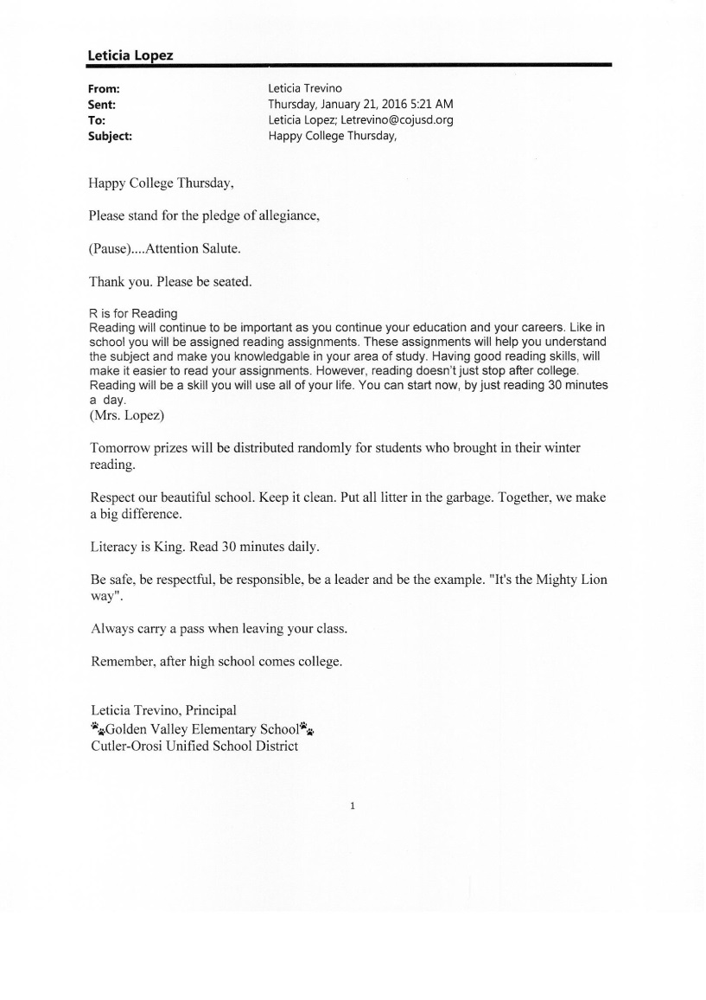 Leticia Lopez
From: Leticia Trevino
Sent: Thursday, January 21, 2016 5:21 AM
To: Leticia Lopez; Letrevino@cojusd.org
Subject: Happy College Thursday,
Happy College Thursday,
Please stand for the pledge of allegiance,
(Pause)....Attention Salute.
Thank you. Please be seated.
R is for Reading
Reading will continue to be important as you continue your education and your careers. Like in
school you will be assigned reading assignments. These assignments will help you understand
the subject and make you knowledgable in your area of study. Having good reading skills, will
make it easier to read your assignments. However, reading doesn't just stop after college.
Reading will be a skill you will use all of your life. You can start now, by just reading 30 minutes
a day.
(Mrs. Lopez)
Tomorrow prizes will be distributed randomly for students who brought in their winter
reading.
Respect our beautiful school. Keep it clean. Put all litter in the garbage. Together, we make
a big difference.
Literacy is King. Read 30 minutes daily.
Be safe, be respectful, be responsible, be a leader and be the example. "It's the Mighty Lion
way".
Always carry a pass when leaving your class.
Remember, after high school comes college.
Leticia Trevino, Principal
🐾Golden Valley Elementary School🐾
Cutler-Orosi Unified School District
1